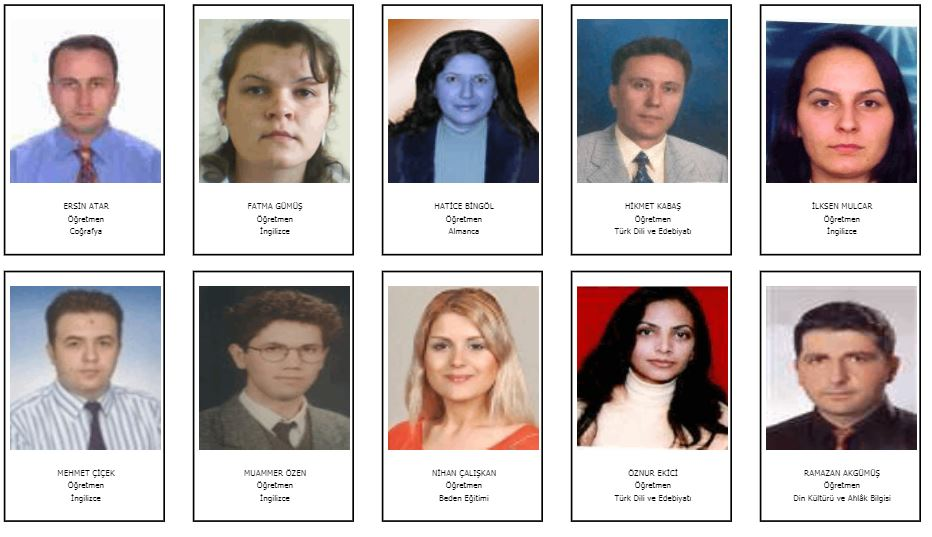 ERSİN ATAR
Öğretmen
Coğrafya
FATMA GÜMÜŞ
Öğretmen
İngilizce
HATİCE BİNGÖL
Öğretmen
Almanca
HİKMET KABAŞ
Öğretmen
Türk Dili ve Edebiyatı
İLKSEN MULCAR
Öğretmen
İngilizce
MEHMET ÇİÇEK
Öğretmen
İngilizce
MUAMMER ÖZEN
Öğretmen
İngilizce
NİHAN ÇALIŞKAN
Öğretmen
Beden Eğitimi
ÖZNUR EKİCİ
Öğretmen
Türk Dili ve Edebiyatı
RAMAZAN AKGÜMÜŞ
Öğretmen
Din Kültürü ve Ahlâk Bilgisi